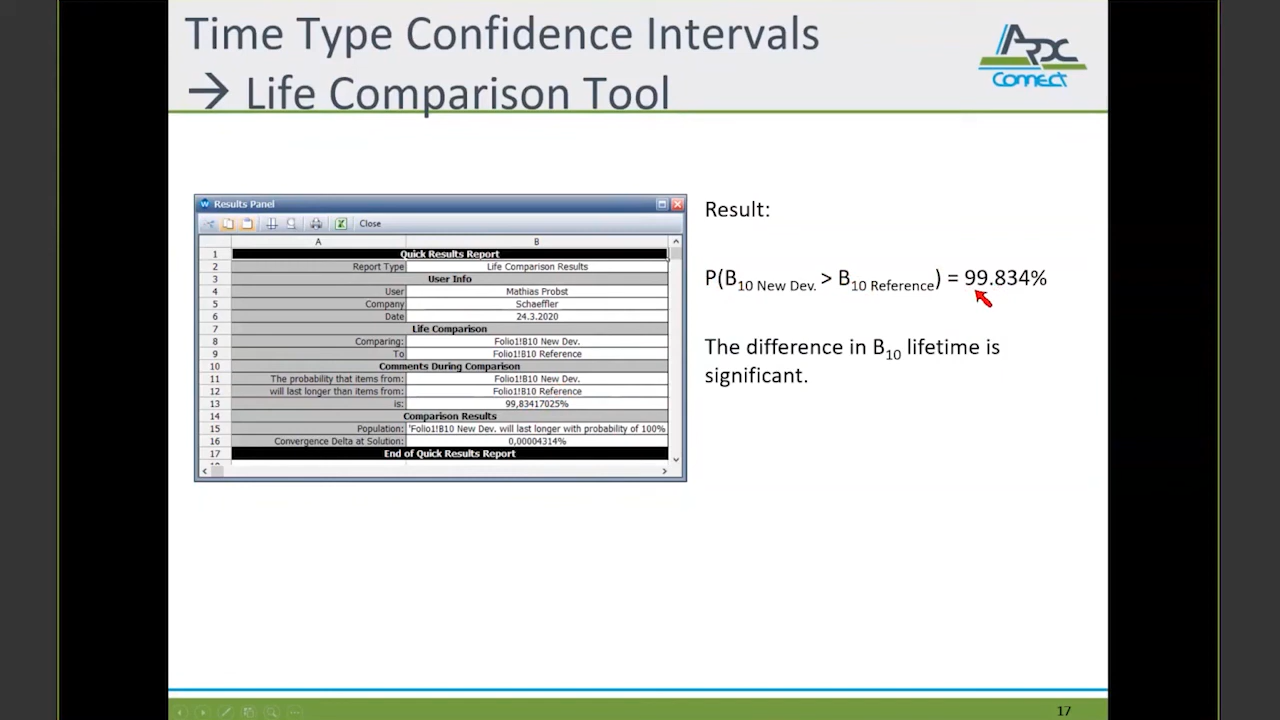 Time Type Confidence Intervals
→ Life Comparison Tool
ARDC
Connect
Results Panel
Close
A B
1 Quick Results Report
2 Report Type Life Comparison Results
3 User Info
4 User Mathias Probst
5 Company Schaeffler
6 Date 24.3.2020
7 Life Comparison
8 Comparing: Folio1!B10 New Dev.
9 To Folio1!B10 Reference
10 Comments During Comparison
11 The probability that items from: Folio1!B10 New Dev.
12 will last longer than items from: Folio1!B10 Reference
13 is: 99,83417025%
14 Comparison Results
15 Population: 'Folio1!B10 New Dev. will last longer with probability of 100%
16 Convergence Delta at Solution: 0,00004314%
17 End of Quick Results Report
Result:
P(B10 New Dev. > B10 Reference) = 99.834%
The difference in B10 lifetime is
significant.
17